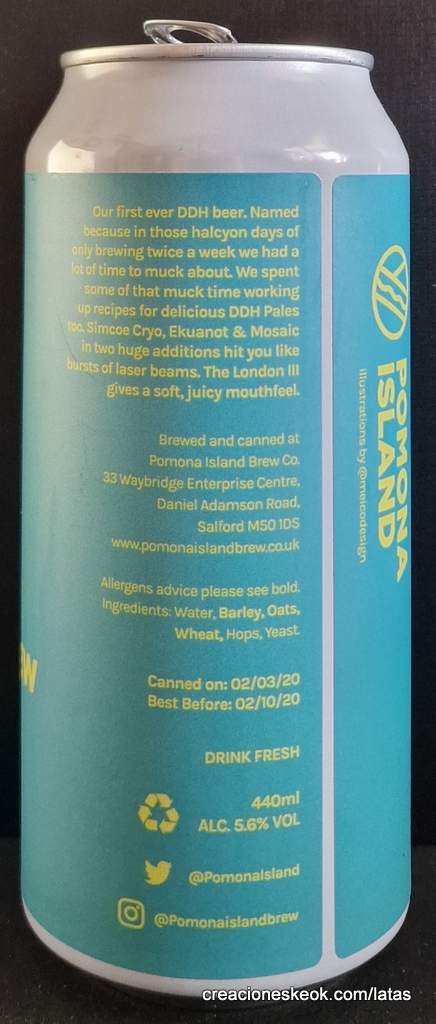 Our first ever DDH beer. Named
because in those halcyon days of
only brewing twice a week we had a
lot of time to muck about. We spent
some of that muck time working
up recipes for delicious DDH Pales
too. Simcoe Cryo, Ekuanot & Mosaic
in two huge additions hit you like
bursts of laser beams. The London III
gives a soft, juicy mouthfeel.
Brewed and canned at
Pomona Island Brew Co.
33 Waybridge Enterprise Centre,
Daniel Adamson Road,
Salford M50 1DS
www.pomonaislandbrew.co.uk
Allergens advice please see bold.
Ingredients: Water, Barley, Oats,
Wheat, Hops, Yeast.
Canned on: 02/03/20
Best Before: 02/10/20
DRINK FRESH
440ml
ALC. 5.6% VOL
@PomonaIsland
@Pomonaislandbrew
POMONA
ISLAND
illustrations by @meicodesign
creacioneskeok.com/latas